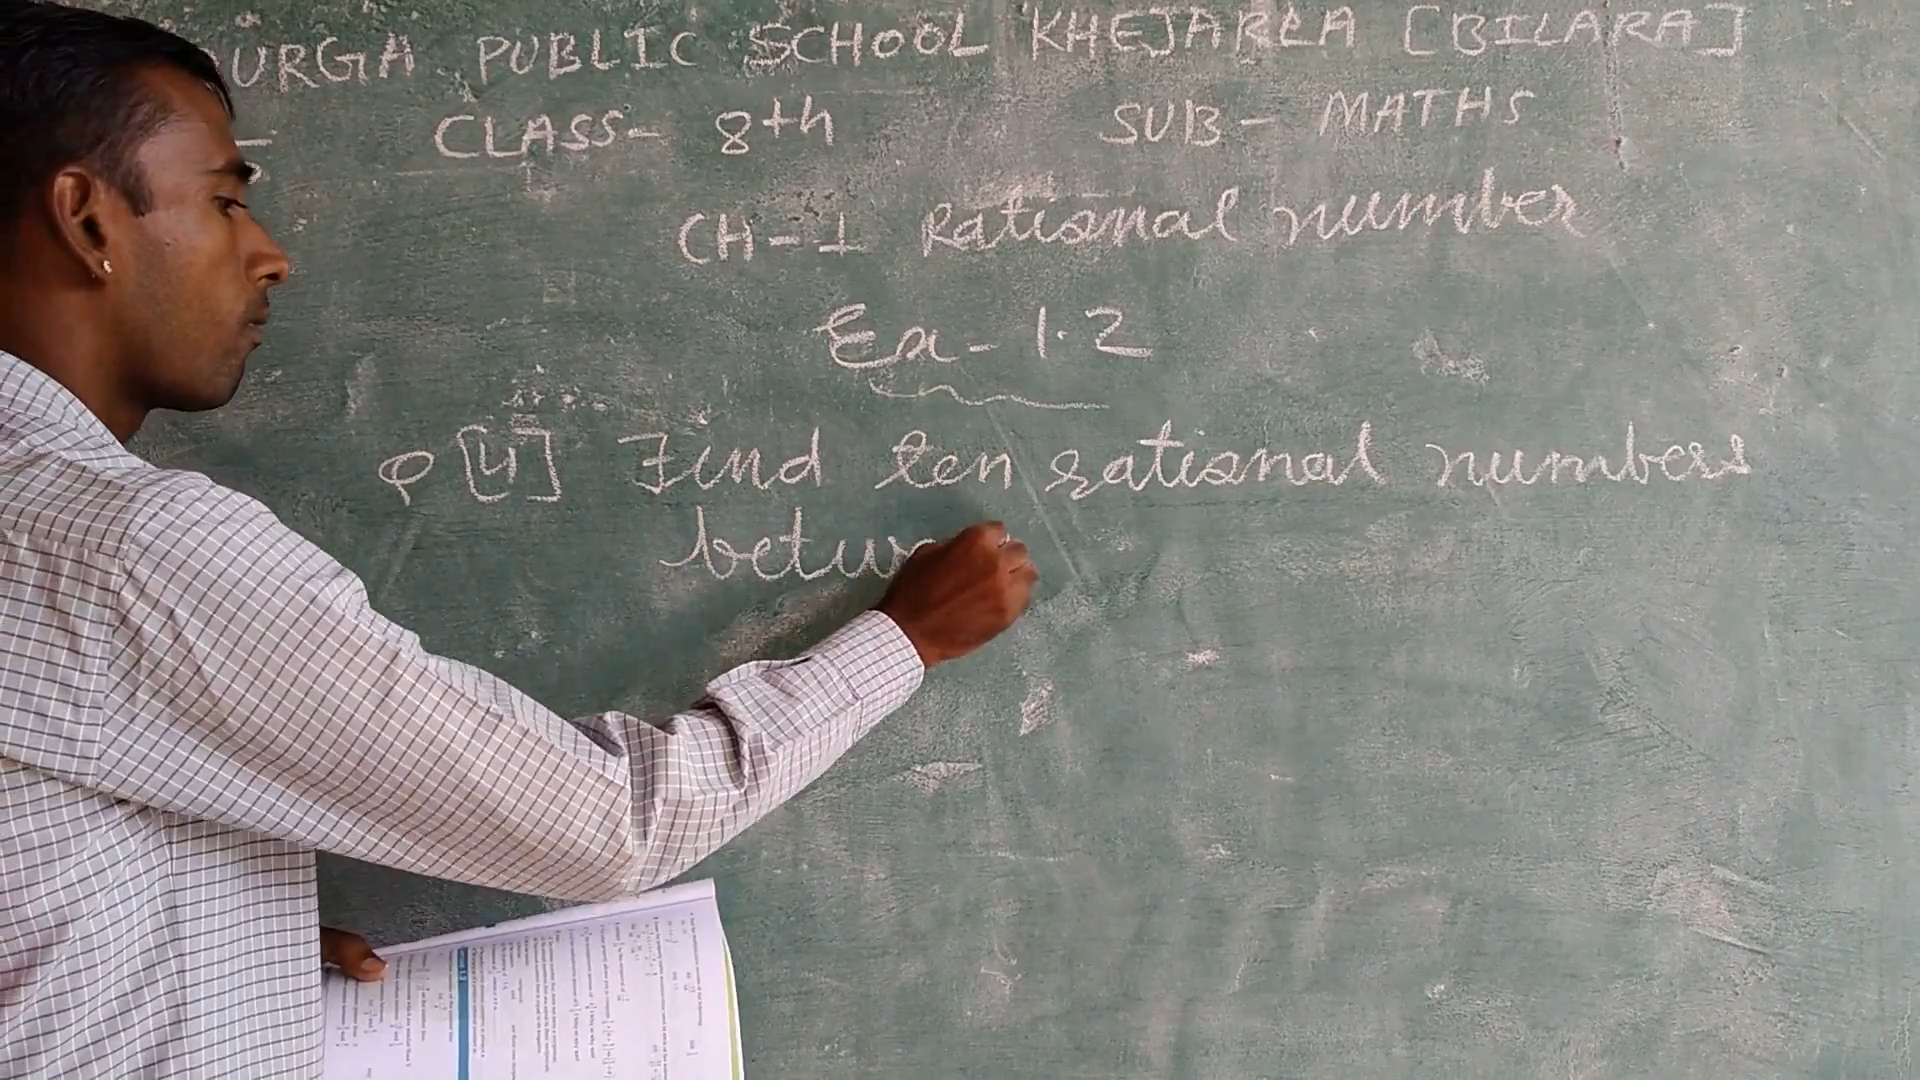 URGA PUBLIC SCHOOL KHEJARLA [BILARA]
CLASS- 8th SUB- MATHS
CH-1 Rational number
Ex-1.2
Q[4] Find ten rational numbers